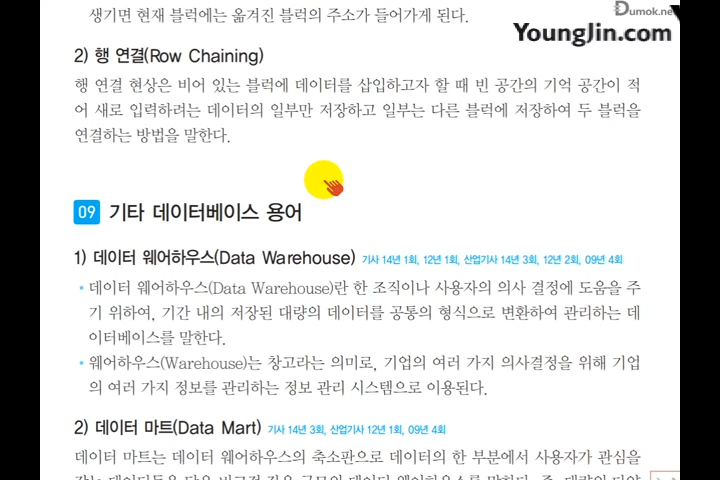 생기면 현재 블럭에는 옮겨진 블럭의 주소가 들어가게 된다.
Dumok.ne
YoungJin.com
2) 행 연결(Row Chaining)
행 연결 현상은 비어 있는 블럭에 데이터를 삽입하고자 할 때 빈 공간의 기억 공간이 적
어 새로 입력하려는 데이터의 일부만 저장하고 일부는 다른 블럭에 저장하여 두 블럭을
연결하는 방법을 말한다.
09 기타 데이터베이스 용어
1) 데이터 웨어하우스(Data Warehouse) 기사 14년 1회, 12년 1회, 산업기사 14년 3회, 12년 2회, 09년 4회
• 데이터 웨어하우스(Data Warehouse)란 한 조직이나 사용자의 의사 결정에 도움을 주
기 위하여, 기간 내의 저장된 대량의 데이터를 공통의 형식으로 변환하여 관리하는 데
이터베이스를 말한다.
• 웨어하우스(Warehouse)는 창고라는 의미로, 기업의 여러 가지 의사결정을 위해 기업
의 여러 가지 정보를 관리하는 정보 관리 시스템으로 이용된다.
2) 데이터 마트(Data Mart) 기사 14년 3회, 산업기사 12년 1회, 09년 4회
데이터 마트는 데이터 웨어하우스의 축소판으로 데이터의 한 부분에서 사용자가 관심을